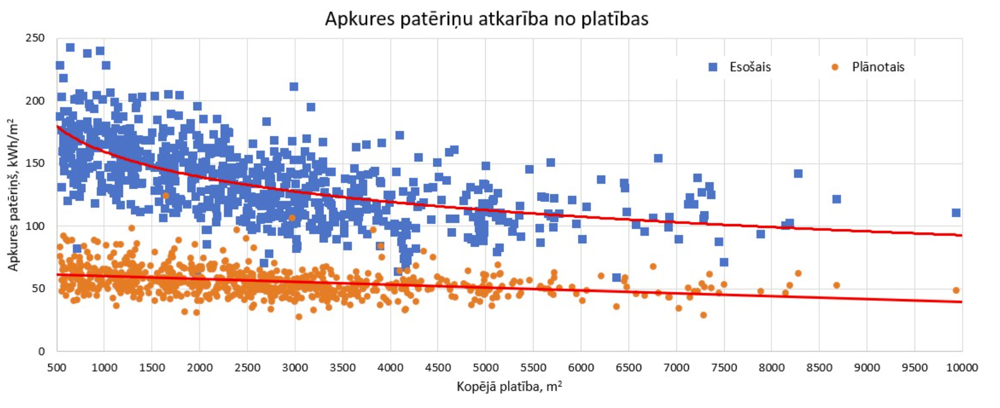 Apkures patēriņu atkarība no platības
250
200
150
100
50
0
Apkures patēriņš, kWh/m²
Esošais Plānotais
500 1000 1500 2000 2500 3000 3500 4000 4500 5000 5500 6000 6500 7000 7500 8000 8500 9000 9500 10000
Kopējā platība, m²